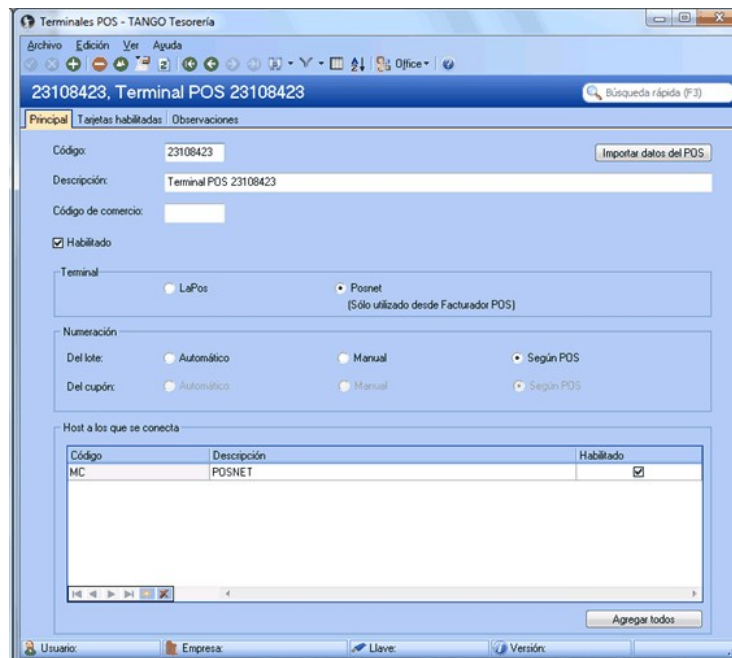 Terminales POS - TANGO Tesorería
Archivo Edición Ver Ayuda
Office
23108423, Terminal POS 23108423
Búsqueda rápida (F3)
Principal Tarjetas habilitadas Observaciones
Código: 23108423 Importar datos del POS
Descripción: Terminal POS 23108423
Código de comercio:
Habilitado
Terminal
LaPos Posnet
(Sólo utilizado desde Facturador POS)
Numeración
Del lote: Automático Manual Según POS
Del cupón: Automático Manual Según POS
Host a los que se conecta
Código Descripción Habilitado
MC POSNET
Agregar todos
Usuario: Empresa: Llave: Versión: